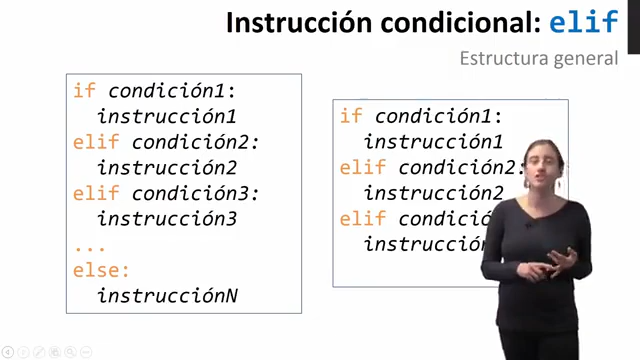 Instrucción condicional: elif
Estructura general
if condición1:
instrucción1
elif condición2:
instrucción2
elif condición3:
instrucción3
...
else:
instrucciónN
if condición1:
instrucción1
elif condición2:
instrucción2
elif